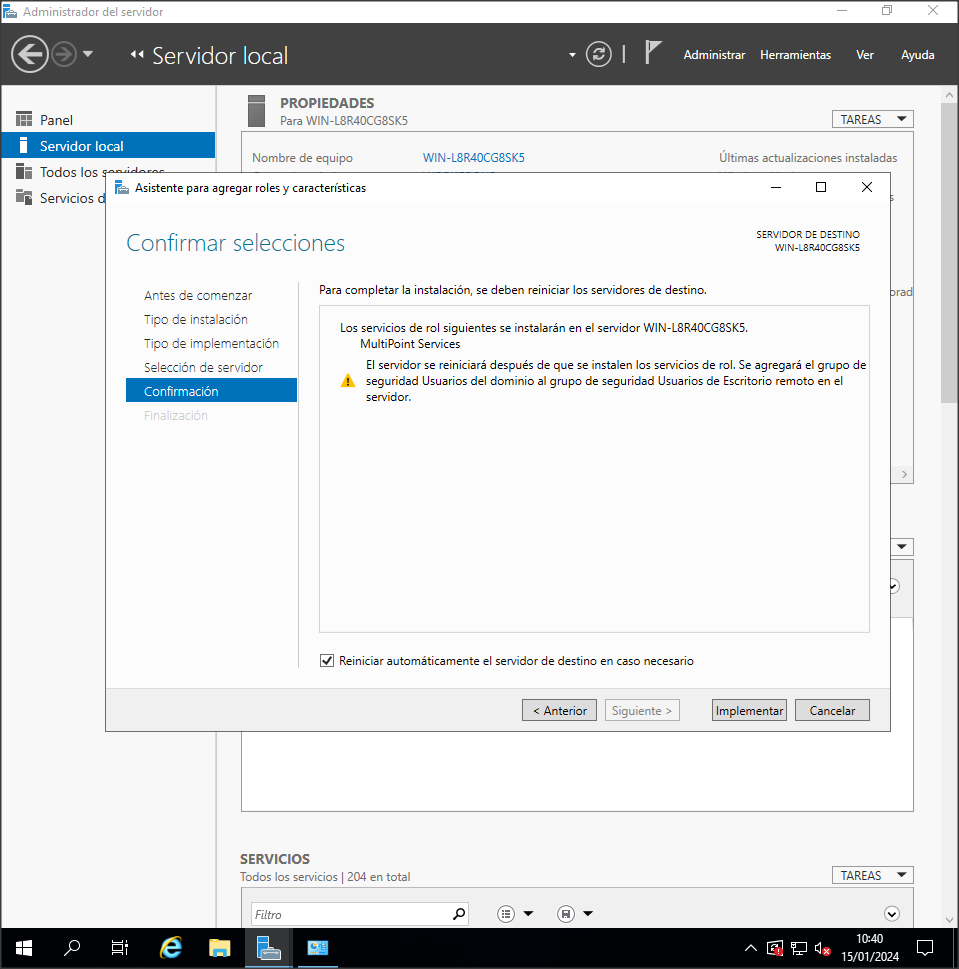 Administrador del servidor
Servidor local
Administrar
Herramientas
Ver
Ayuda
Panel
Servidor local
Todos los servidores
Servicios d
PROPIEDADES
Para WIN-L8R40CG8SK5
TAREAS
Nombre de equipo
WIN-L8R40CG8SK5
Últimas actualizaciones instaladas
Asistente para agregar roles y características
Confirmar selecciones
SERVIDOR DE DESTINO
WIN-L8R40CG8SK5
Antes de comenzar
Tipo de instalación
Tipo de implementación
Selección de servidor
Confirmación
Finalización
Para completar la instalación, se deben reiniciar los servidores de destino.
Los servicios de rol siguientes se instalarán en el servidor WIN-L8R40CG8SK5.
MultiPoint Services
El servidor se reiniciará después de que se instalen los servicios de rol. Se agregará el grupo de
seguridad Usuarios del dominio al grupo de seguridad Usuarios de Escritorio remoto en el
servidor.
Reiniciar automáticamente el servidor de destino en caso necesario
< Anterior
Siguiente >
Implementar
Cancelar
orad
SERVICIOS
Todos los servicios | 204 en total
TAREAS
Filtro
10:40
15/01/2024